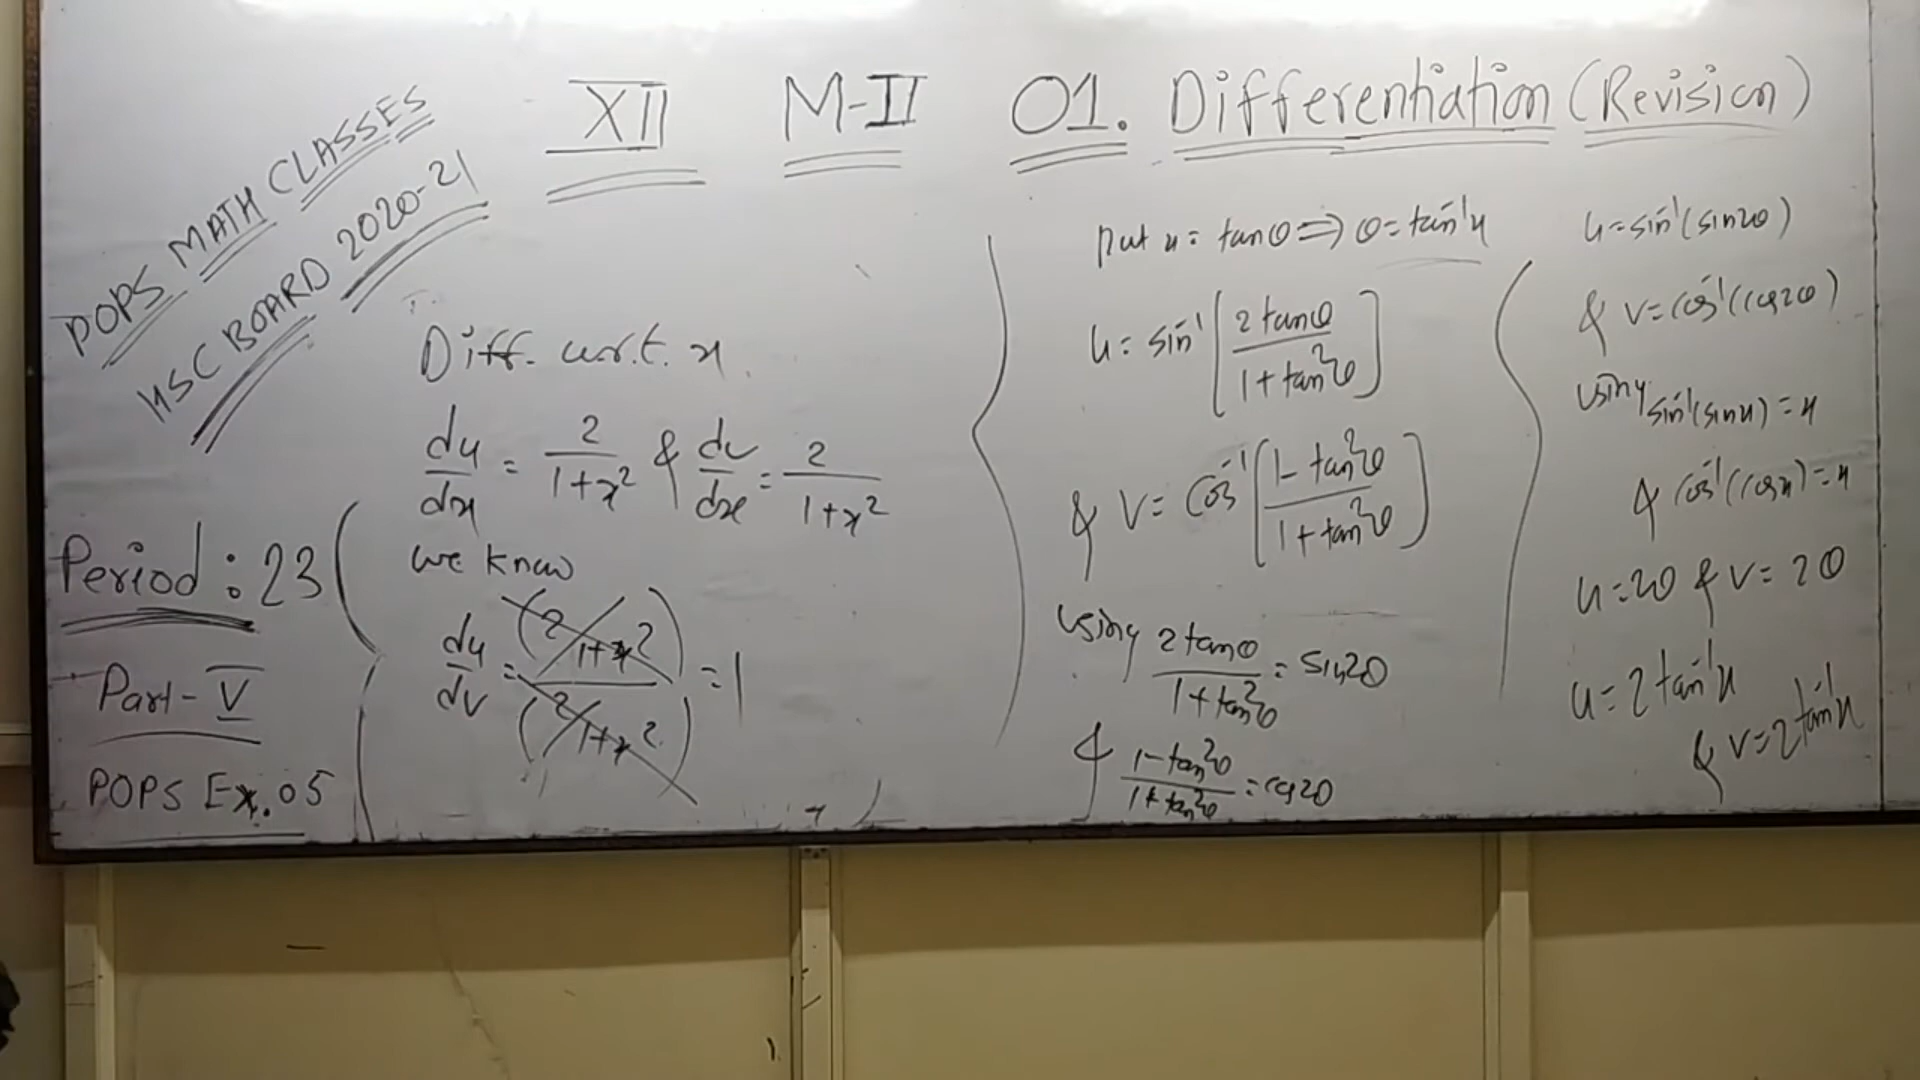 POPS MATH CLASSES
HSC BOARD 2020-21
XII M-II 01. Differentiation (Revision)
Period : 23
Part - V
POPS Ex. 05
Diff. w.r.t. x
du/dx = 2/(1+x²) & dv/dx = 2/(1+x²)
we know
du/dv = (2/1+x²)/(2/1+x²) = 1
put x = tanθ ⇒ θ = tan⁻¹x
u = sin⁻¹[2tanθ/(1+tan²θ)]
& v = cos⁻¹[(1-tan²θ)/(1+tan²θ)]
using 2tanθ/(1+tan²θ) = sin2θ
& (1-tan²θ)/(1+tan²θ) = cos2θ
u = sin⁻¹(sin2θ)
& v = cos⁻¹(cos2θ)
using sin⁻¹(sinx) = x
& cos⁻¹(cosx) = x
u = 2θ & v = 2θ
u = 2tan⁻¹x
& v = 2tan⁻¹x